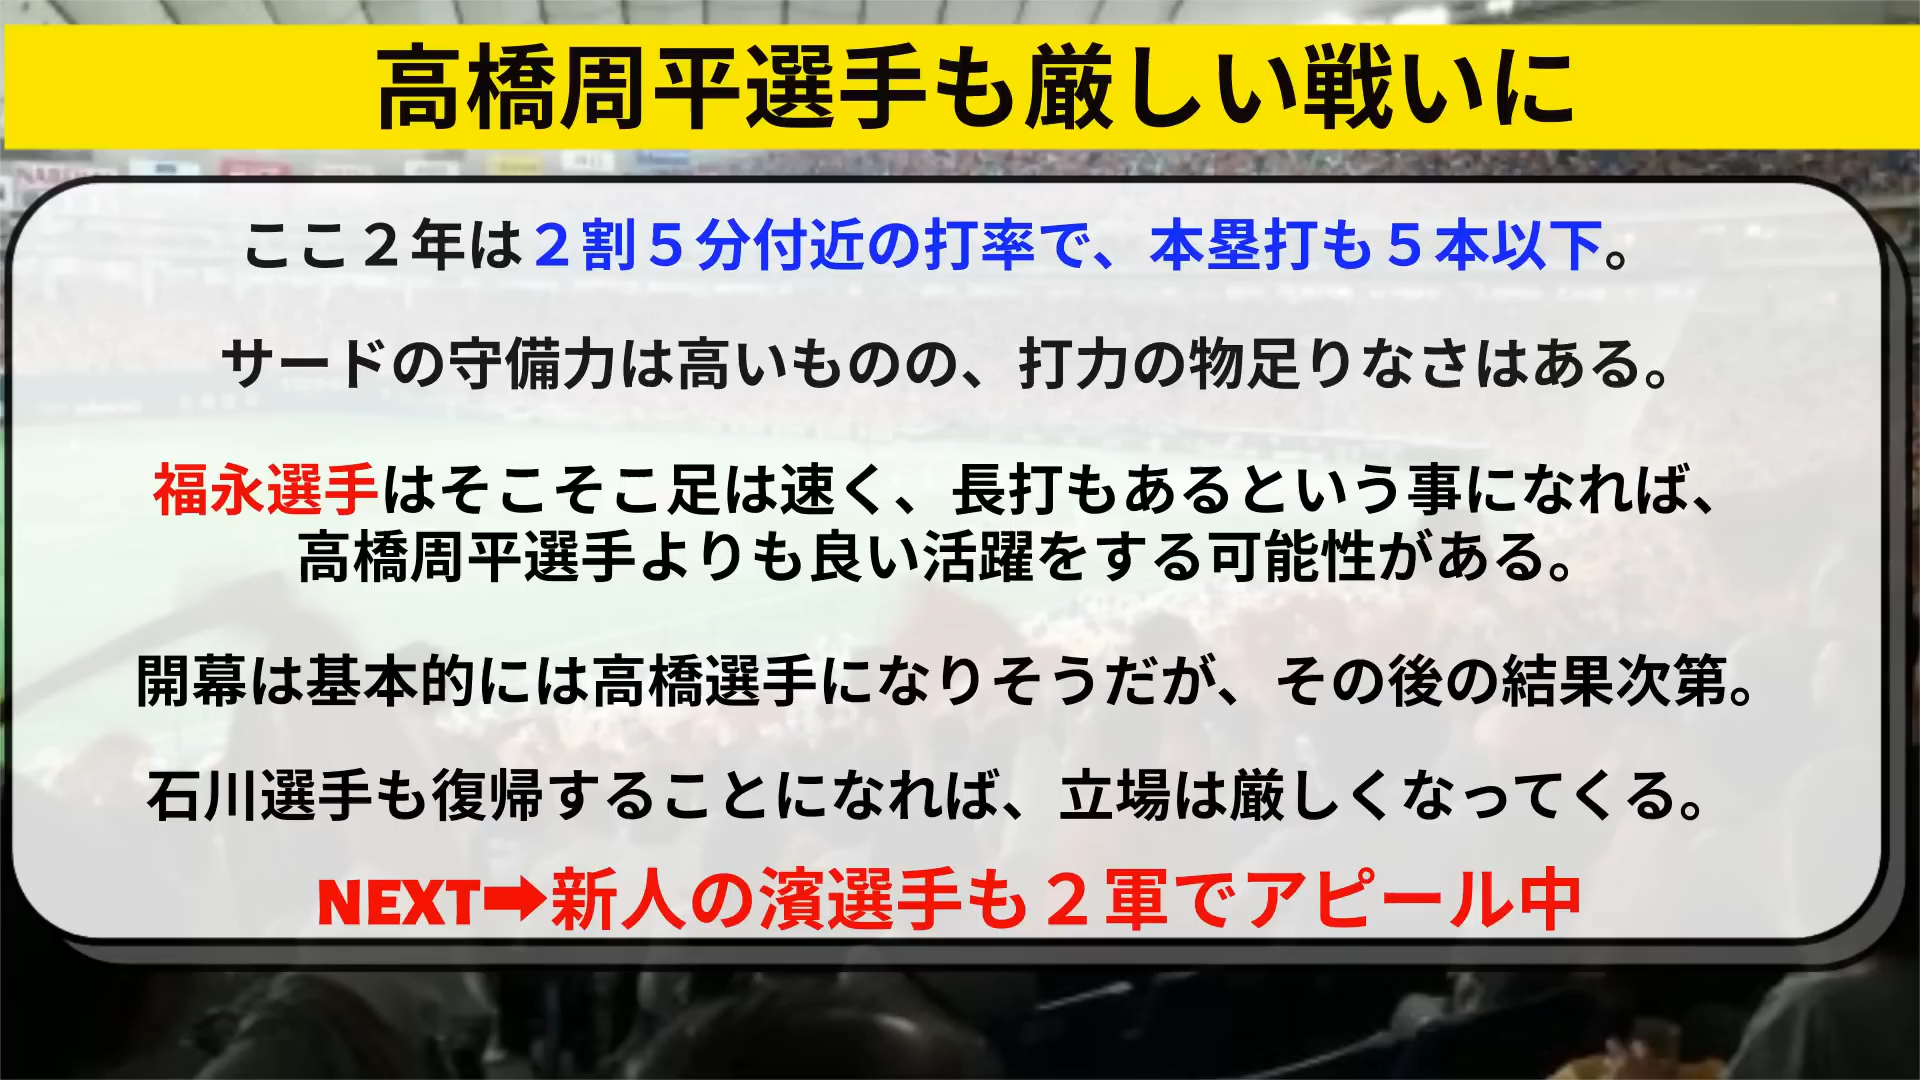 高橋周平選手も厳しい戦いに
ここ２年は２割５分付近の打率で、本塁打も５本以下。
サードの守備力は高いものの、打力の物足りなさはある。
福永選手はそこそこ足は速く、長打もあるという事になれば、
高橋周平選手よりも良い活躍をする可能性がある。
開幕は基本的には高橋選手になりそうだが、その後の結果次第。
石川選手も復帰することになれば、立場は厳しくなってくる。
NEXT➡新人の濱選手も２軍でアピール中